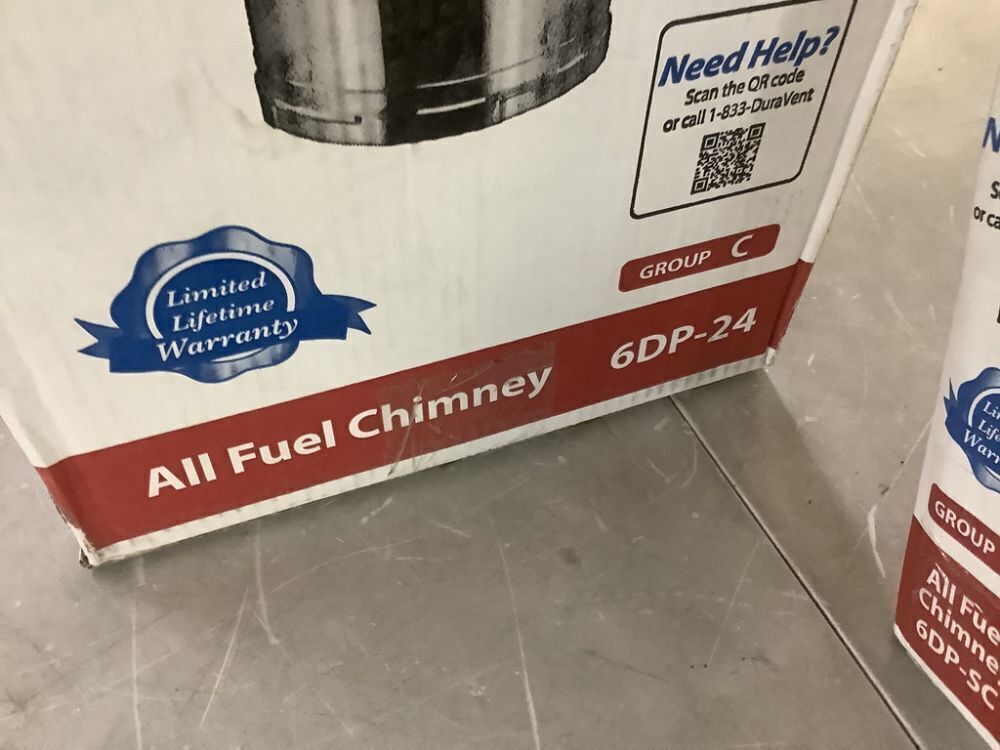 Need Help?
Scan the QR code
or call 1-833-DuraVent
GROUP C
Limited
Lifetime
Warranty
All Fuel Chimney
6DP-24
GROUP
All Fue
Chimne
6DP-SC